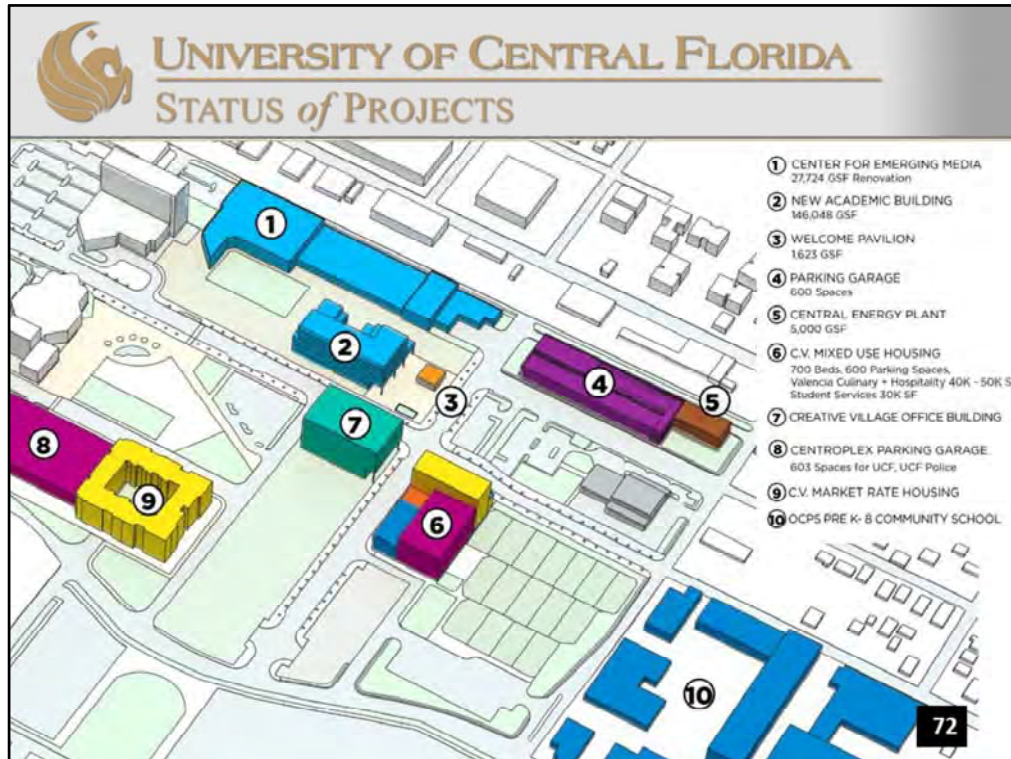 UNIVERSITY OF CENTRAL FLORIDA
STATUS of PROJECTS
1 CENTER FOR EMERGING MEDIA
27,724 GSF Renovation
2 NEW ACADEMIC BUILDING
146,048 GSF
3 WELCOME PAVILION
1,623 GSF
4 PARKING GARAGE
600 Spaces
5 CENTRAL ENERGY PLANT
5,000 GSF
6 C.V. MIXED USE HOUSING
700 Beds, 600 Parking Spaces,
Valencia Culinary + Hospitality 40K - 50K S
Student Services 30K SF
7 CREATIVE VILLAGE OFFICE BUILDING
8 CENTROPLEX PARKING GARAGE
603 Spaces for UCF, UCF Police
9 C.V. MARKET RATE HOUSING
10 OCPS PRE K- 8 COMMUNITY SCHOOL
1
2
3
4
5
7
8
9
6
10
72